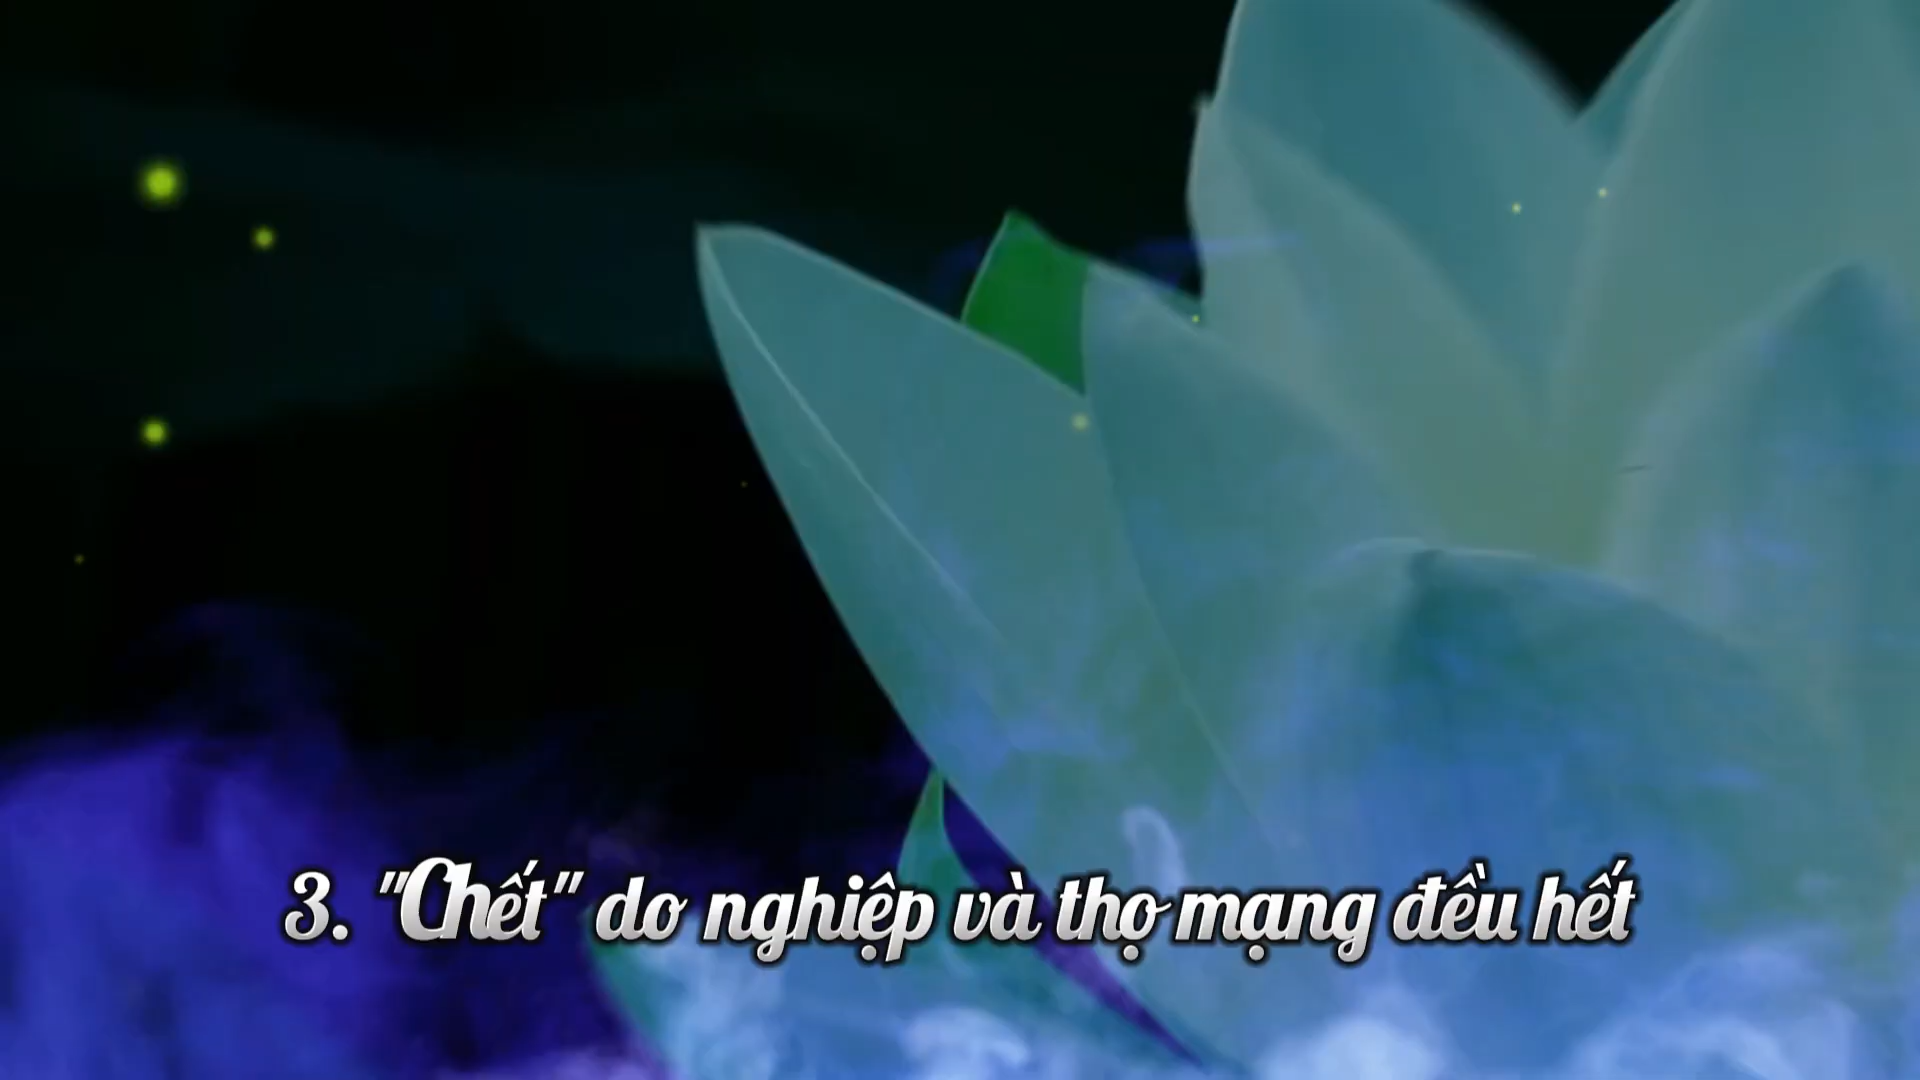 3. "Chết" do nghiệp và thọ mạng đều hết